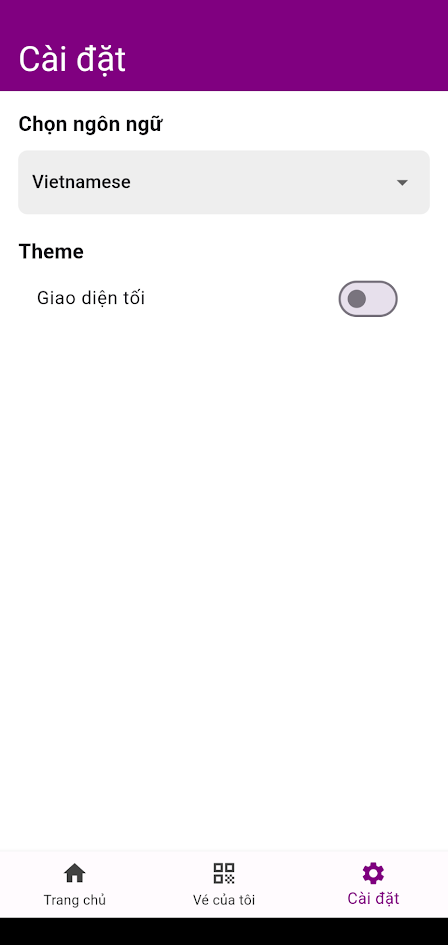 Cài đặt
Chọn ngôn ngữ
Vietnamese
Theme
Giao diện tối
Trang chủ
Vé của tôi
Cài đặt